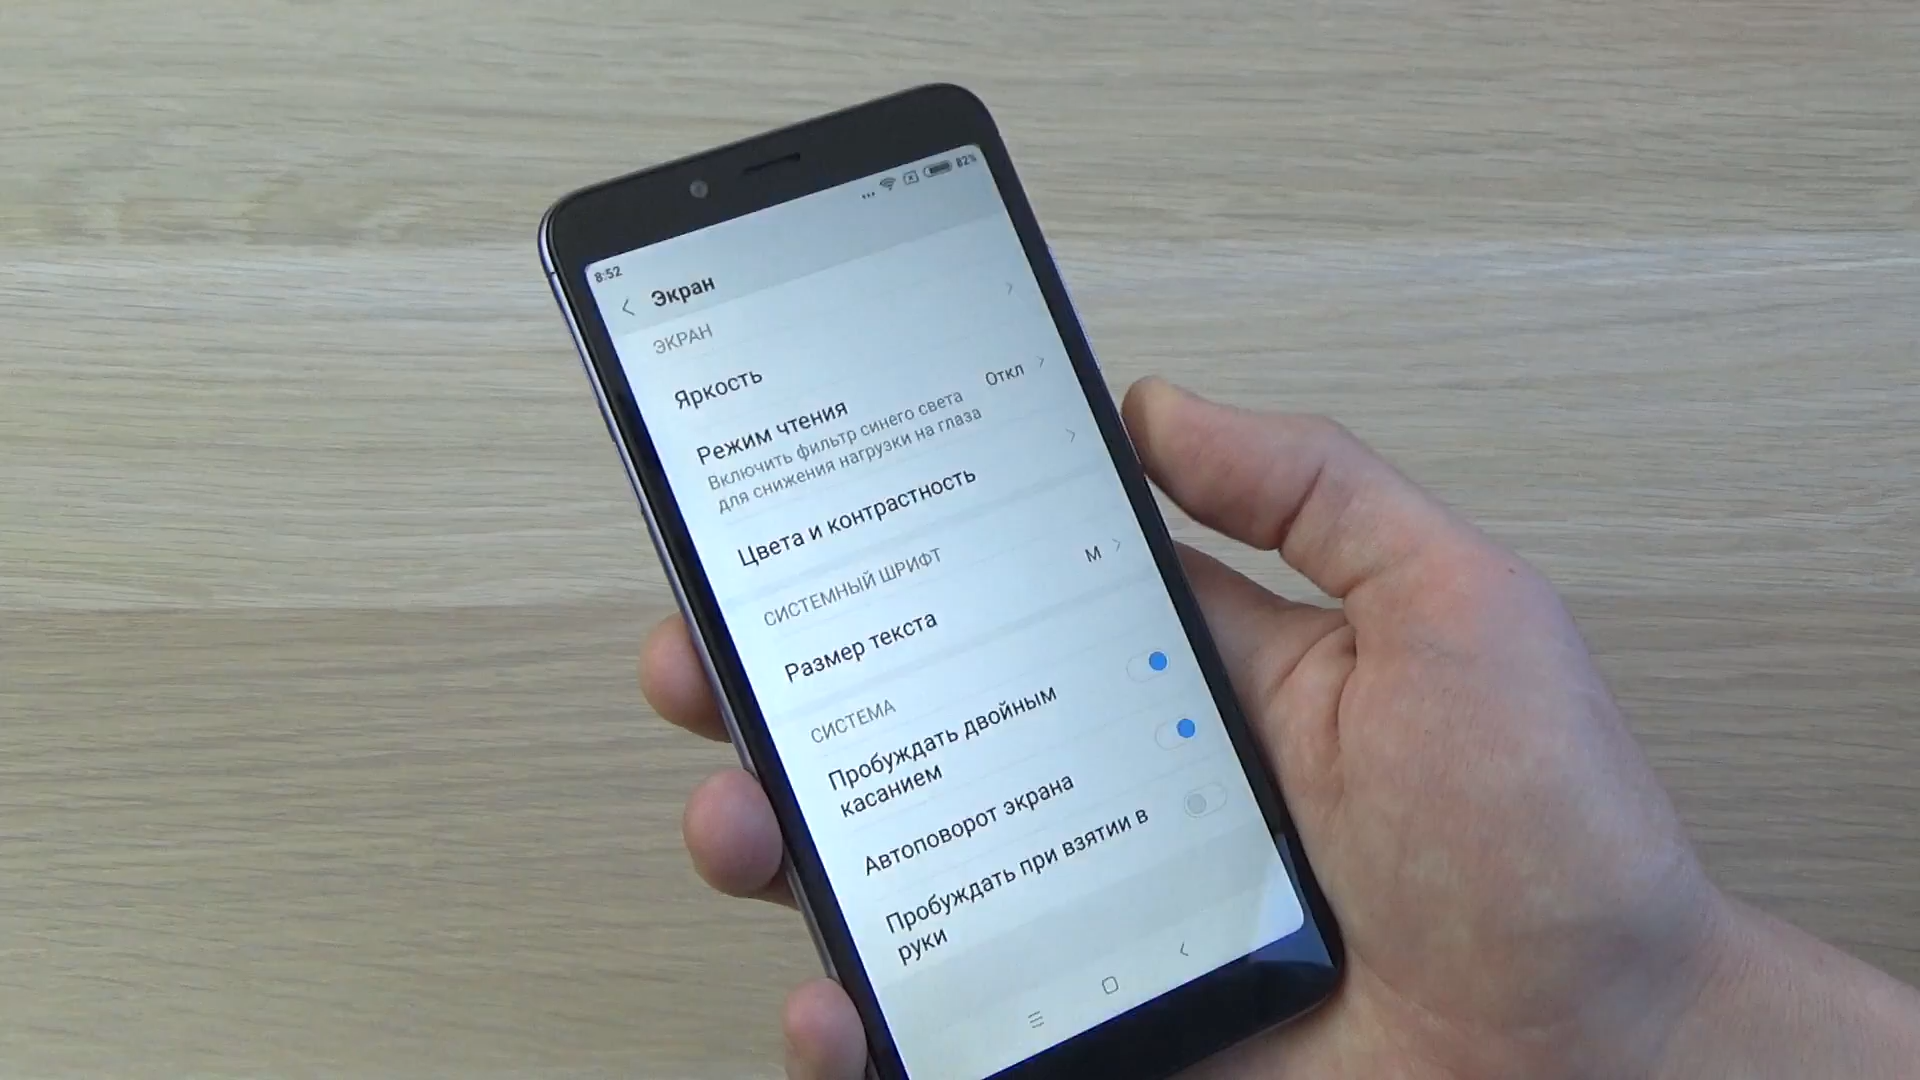 8:52
82%
Экран
ЭКРАН
Яркость
Режим чтения
Откл
Включить фильтр синего света
для снижения нагрузки на глаза
Цвета и контрастность
СИСТЕМНЫЙ ШРИФТ
Размер текста
M
СИСТЕМА
Пробуждать двойным
касанием
Автоповорот экрана
Пробуждать при взятии в
руки